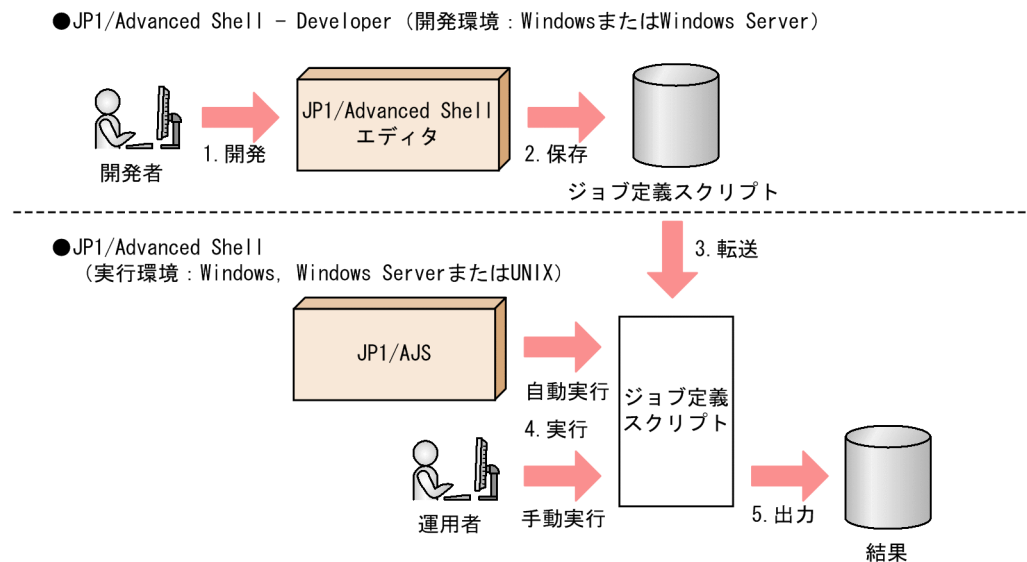 ●JP1/Advanced Shell - Developer（開発環境：WindowsまたはWindows Server）
JP1/Advanced Shell
エディタ
開発者
1.開発
2.保存
ジョブ定義スクリプト
●JP1/Advanced Shell
（実行環境：Windows, Windows ServerまたはUNIX）
3.転送
JP1/AJS
自動実行
4.実行
ジョブ定義
スクリプト
運用者
手動実行
5.出力
結果